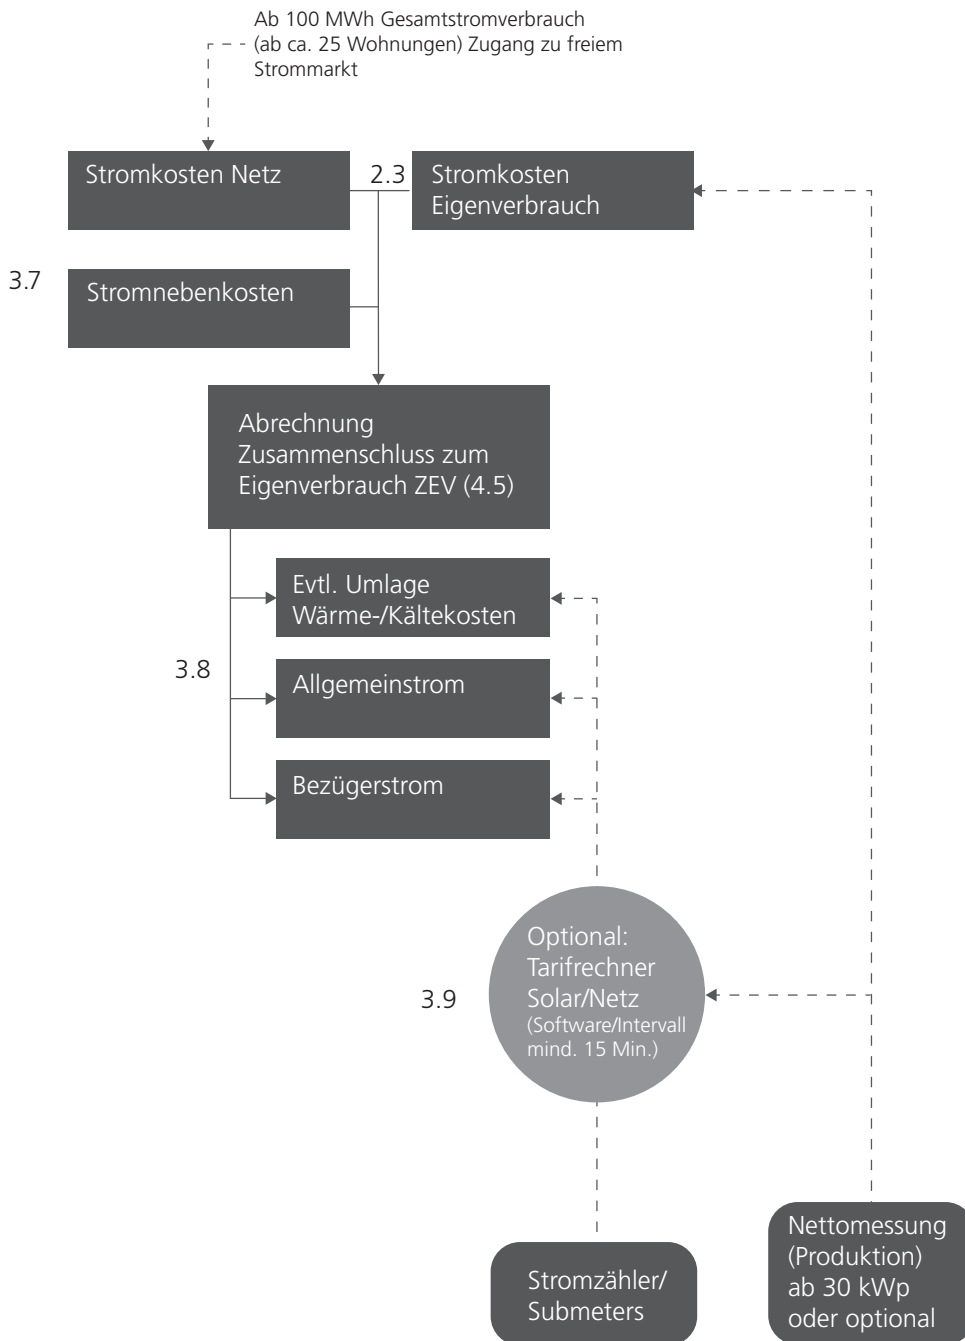 Ab 100 MWh Gesamtstromverbrauch
(ab ca. 25 Wohnungen) Zugang zu freiem
Strommarkt
Stromkosten Netz
2.3
Stromkosten
Eigenverbrauch
3.7
Stromnebenkosten
Abrechnung
Zusammenschluss zum
Eigenverbrauch ZEV (4.5)
Evtl. Umlage
Wärme-/Kältekosten
3.8
Allgemeinstrom
Bezügerstrom
Optional:
Tarifrechner
Solar/Netz
(Software/Intervall
mind. 15 Min.)
3.9
Stromzähler/
Submeters
Nettomessung
(Produktion)
ab 30 kWp
oder optional